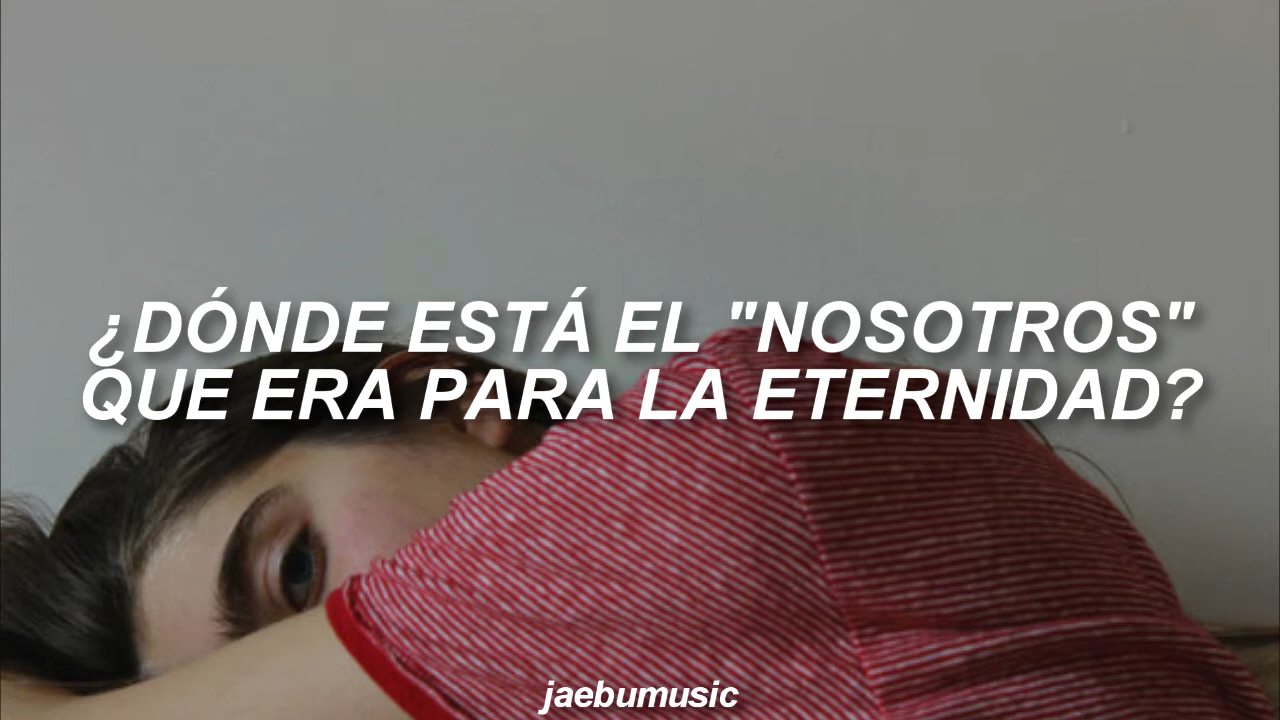 ¿DÓNDE ESTÁ EL "NOSOTROS"
QUE ERA PARA LA ETERNIDAD?
jaebumusic